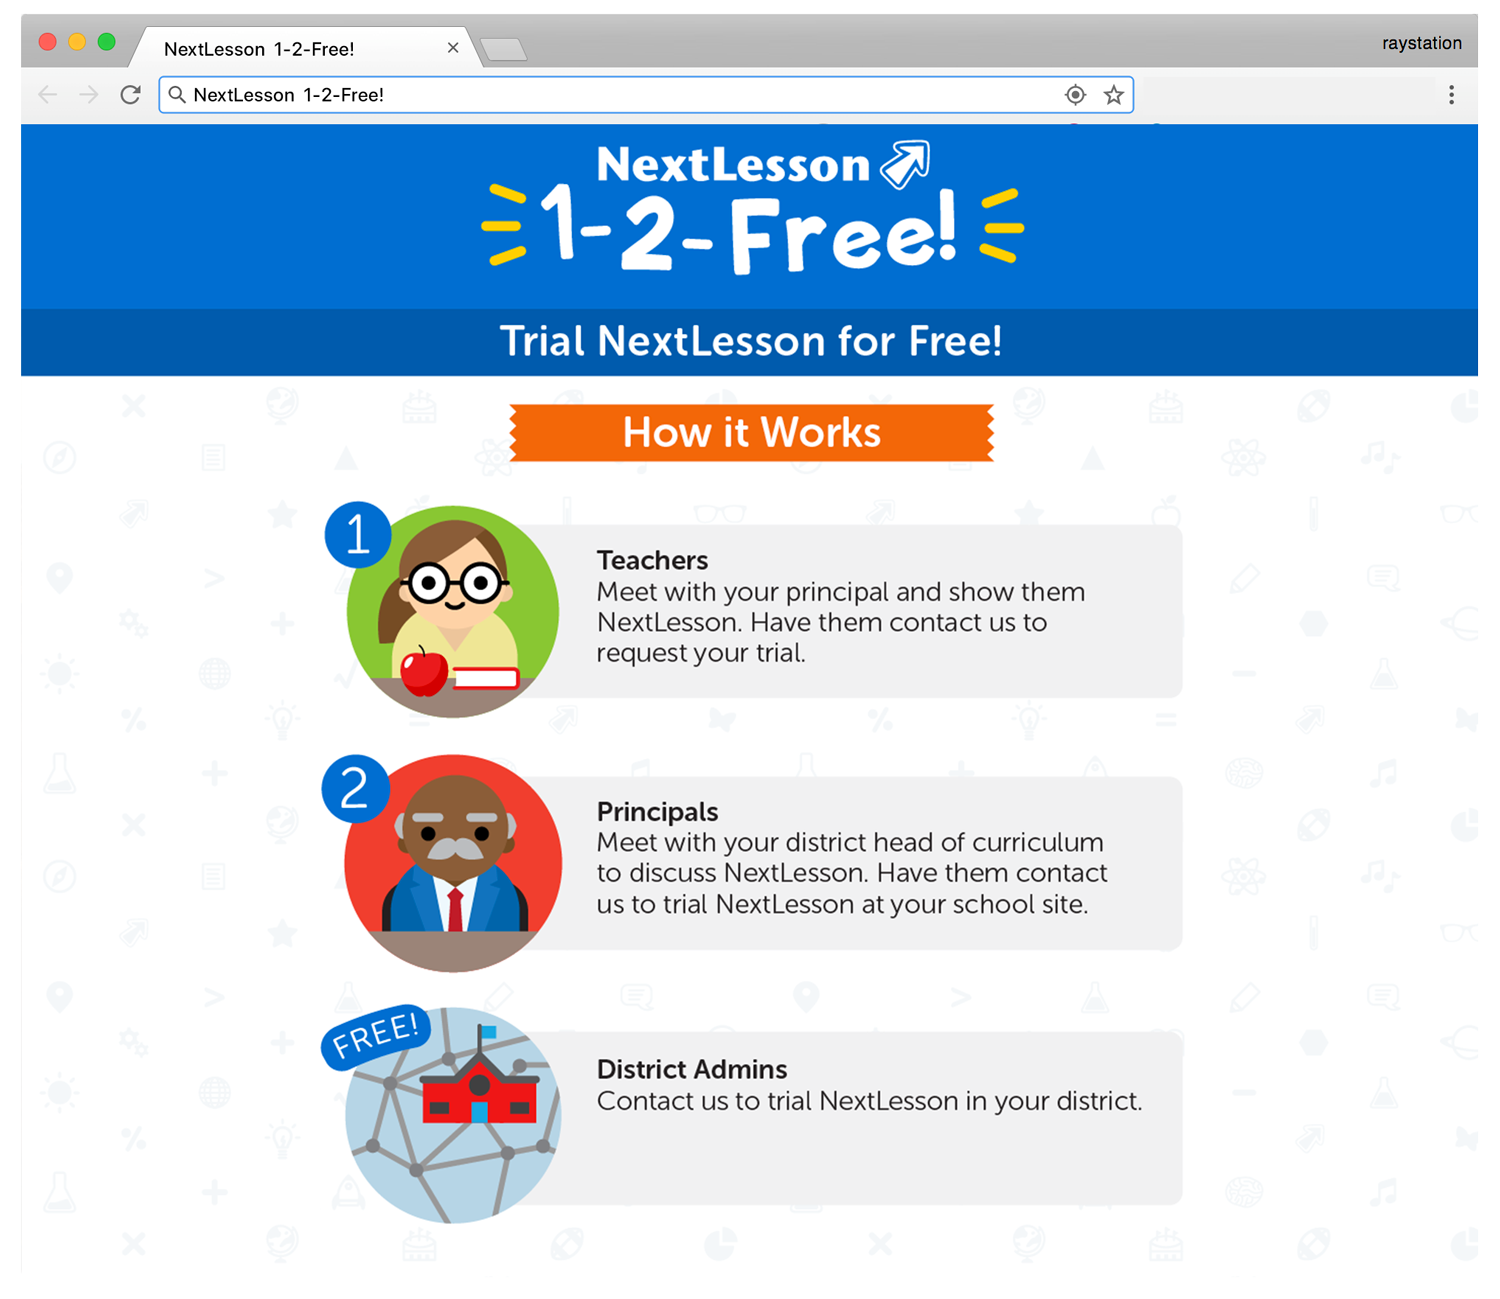 NextLesson 1-2-Free!
raystation
NextLesson 1-2-Free!
NextLesson
1-2-Free!
Trial NextLesson for Free!
How it Works
1
Teachers
Meet with your principal and show them
NextLesson. Have them contact us to
request your trial.
2
Principals
Meet with your district head of curriculum
to discuss NextLesson. Have them contact
us to trial NextLesson at your school site.
FREE!
District Admins
Contact us to trial NextLesson in your district.